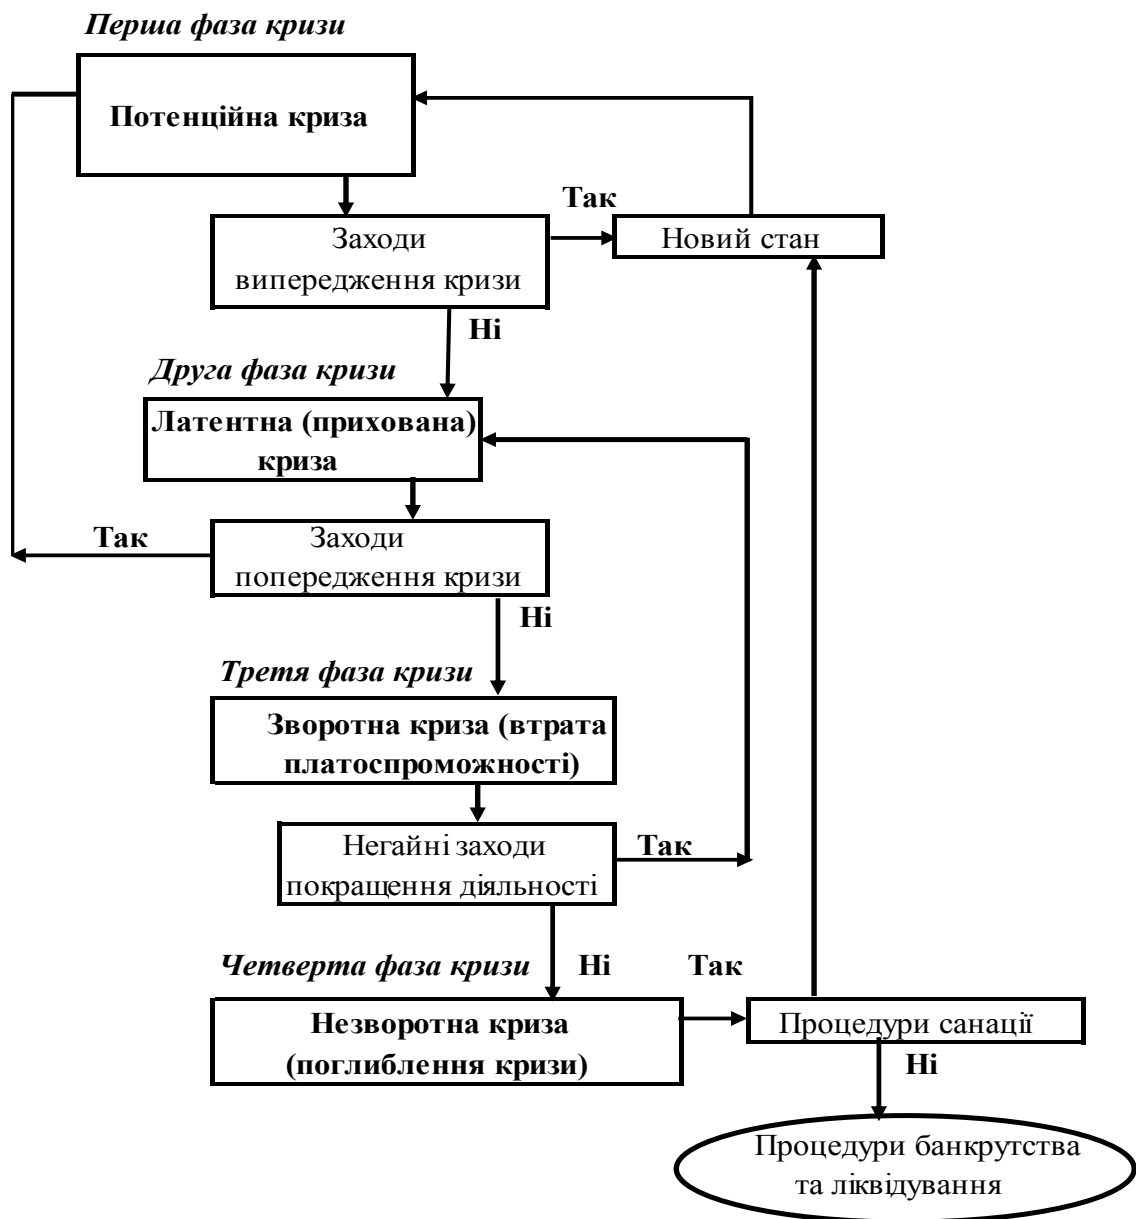 Перша фаза кризи
Потенційна криза
Так
Заходи
випередження кризи
Новий стан
Ні
Друга фаза кризи
Латентна (прихована)
криза
Так
Заходи
попередження кризи
Ні
Третя фаза кризи
Зворотна криза (втрата
платоспроможності)
Негайні заходи
покращення діяльності
Так
Четверта фаза кризи
Ні
Так
Незворотна криза
(поглиблення кризи)
Процедури санації
Ні
Процедури банкрутства
та ліквідування